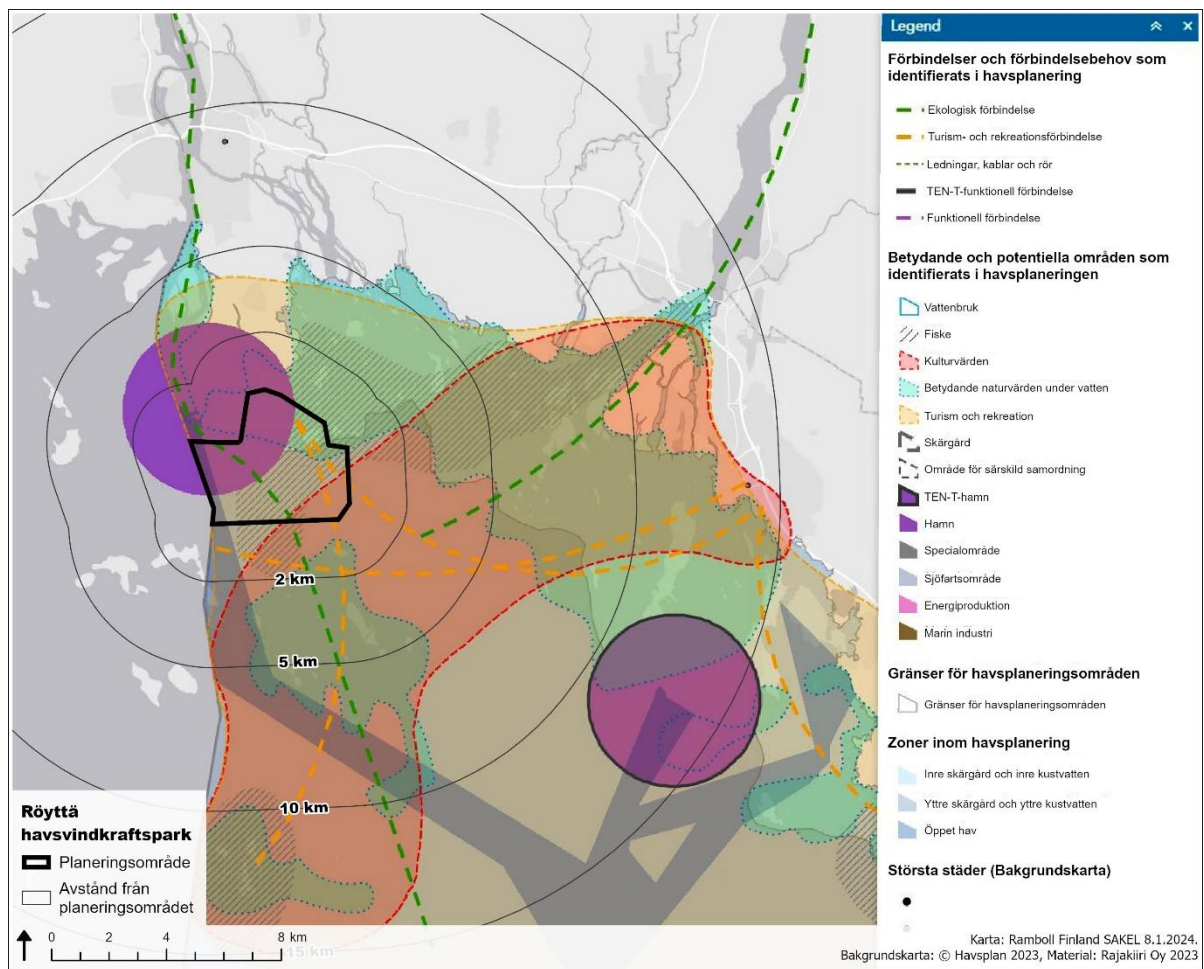 Legend
Förbindelser och förbindelsebehov som
identifierats i havsplanering
Ekologisk förbindelse
Turism- och rekreationsförbindelse
Ledningar, kablar och rör
TEN-T-funktionell förbindelse
Funktionell förbindelse
Betydande och potentiella områden som
identifierats i havsplaneringen
Vattenbruk
Fiske
Kulturvärden
Betydande naturvärden under vatten
Turism och rekreation
Skärgård
Område för särskild samordning
TEN-T-hamn
Hamn
Specialområde
Sjöfartsområde
Energiproduktion
Marin industri
Gränser för havsplaneringsområden
Gränser för havsplaneringsområden
Zoner inom havsplanering
Inre skärgård och inre kustvatten
Yttre skärgård och yttre kustvatten
Öppet hav
Största städer (Bakgrundskarta)
2 km
5 km
10 km
15 km
Röyttä
havsvindkraftspark
Planeringsområde
Avstånd från
planeringsområdet
0 2 4 8 km
Karta: Ramboll Finland SAKEL 8.1.2024.
Bakgrundskarta: © Havsplan 2023, Material: Rajakiiri Oy 2023